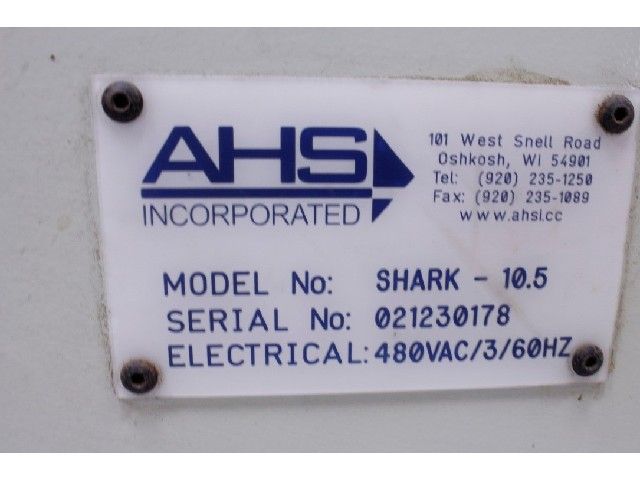 AHS
INCORPORATED
101 West Snell Road
Oshkosh, WI 54901
Tel: (920) 235-1250
Fax: (920) 235-1089
www.ahsi.cc
MODEL No: SHARK - 10.5
SERIAL No: 021230178
ELECTRICAL: 480VAC/3/60HZ